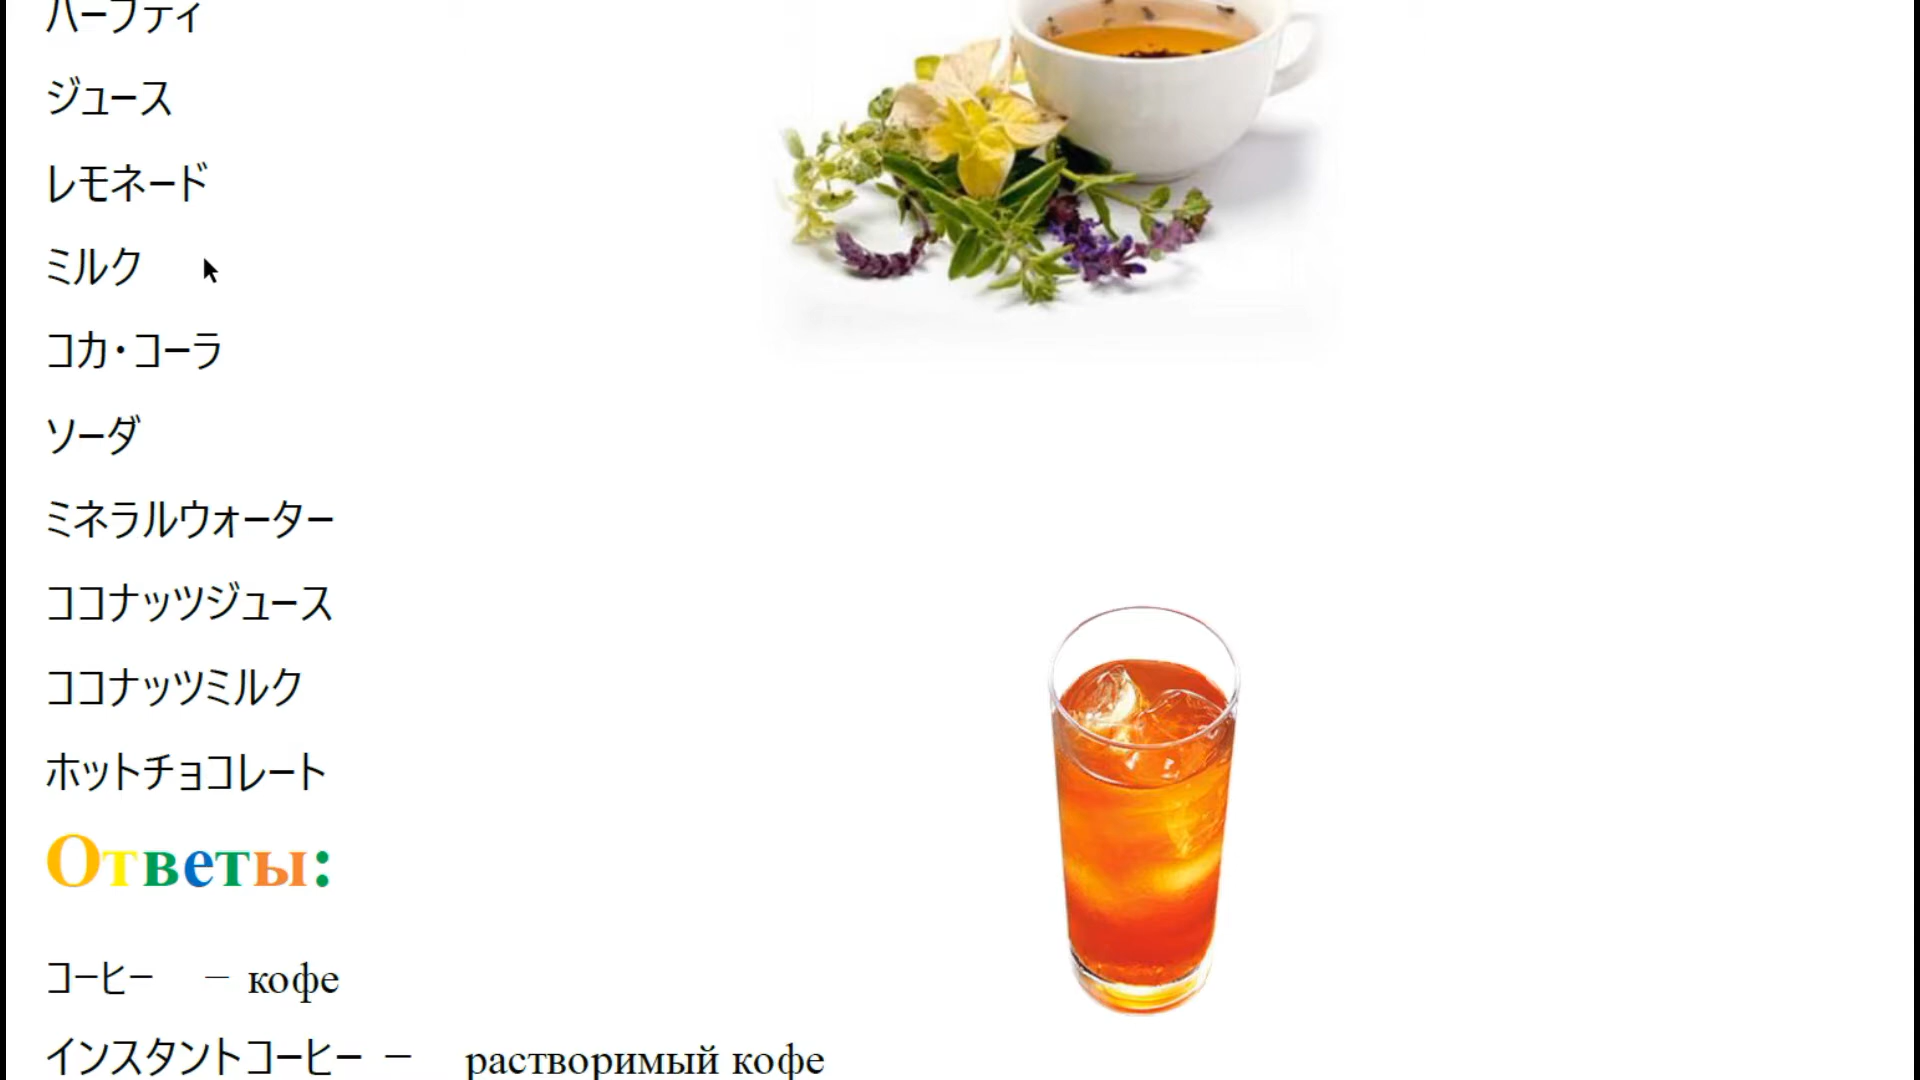 ハーブティ
ジュース
レモネード
ミルク
コカ・コーラ
ソーダ
ミネラルウォーター
ココナッツジュース
ココナッツミルク
ホットチョコレート
Ответы:
コーヒー – кофе
インスタントコーヒー – растворимый кофе